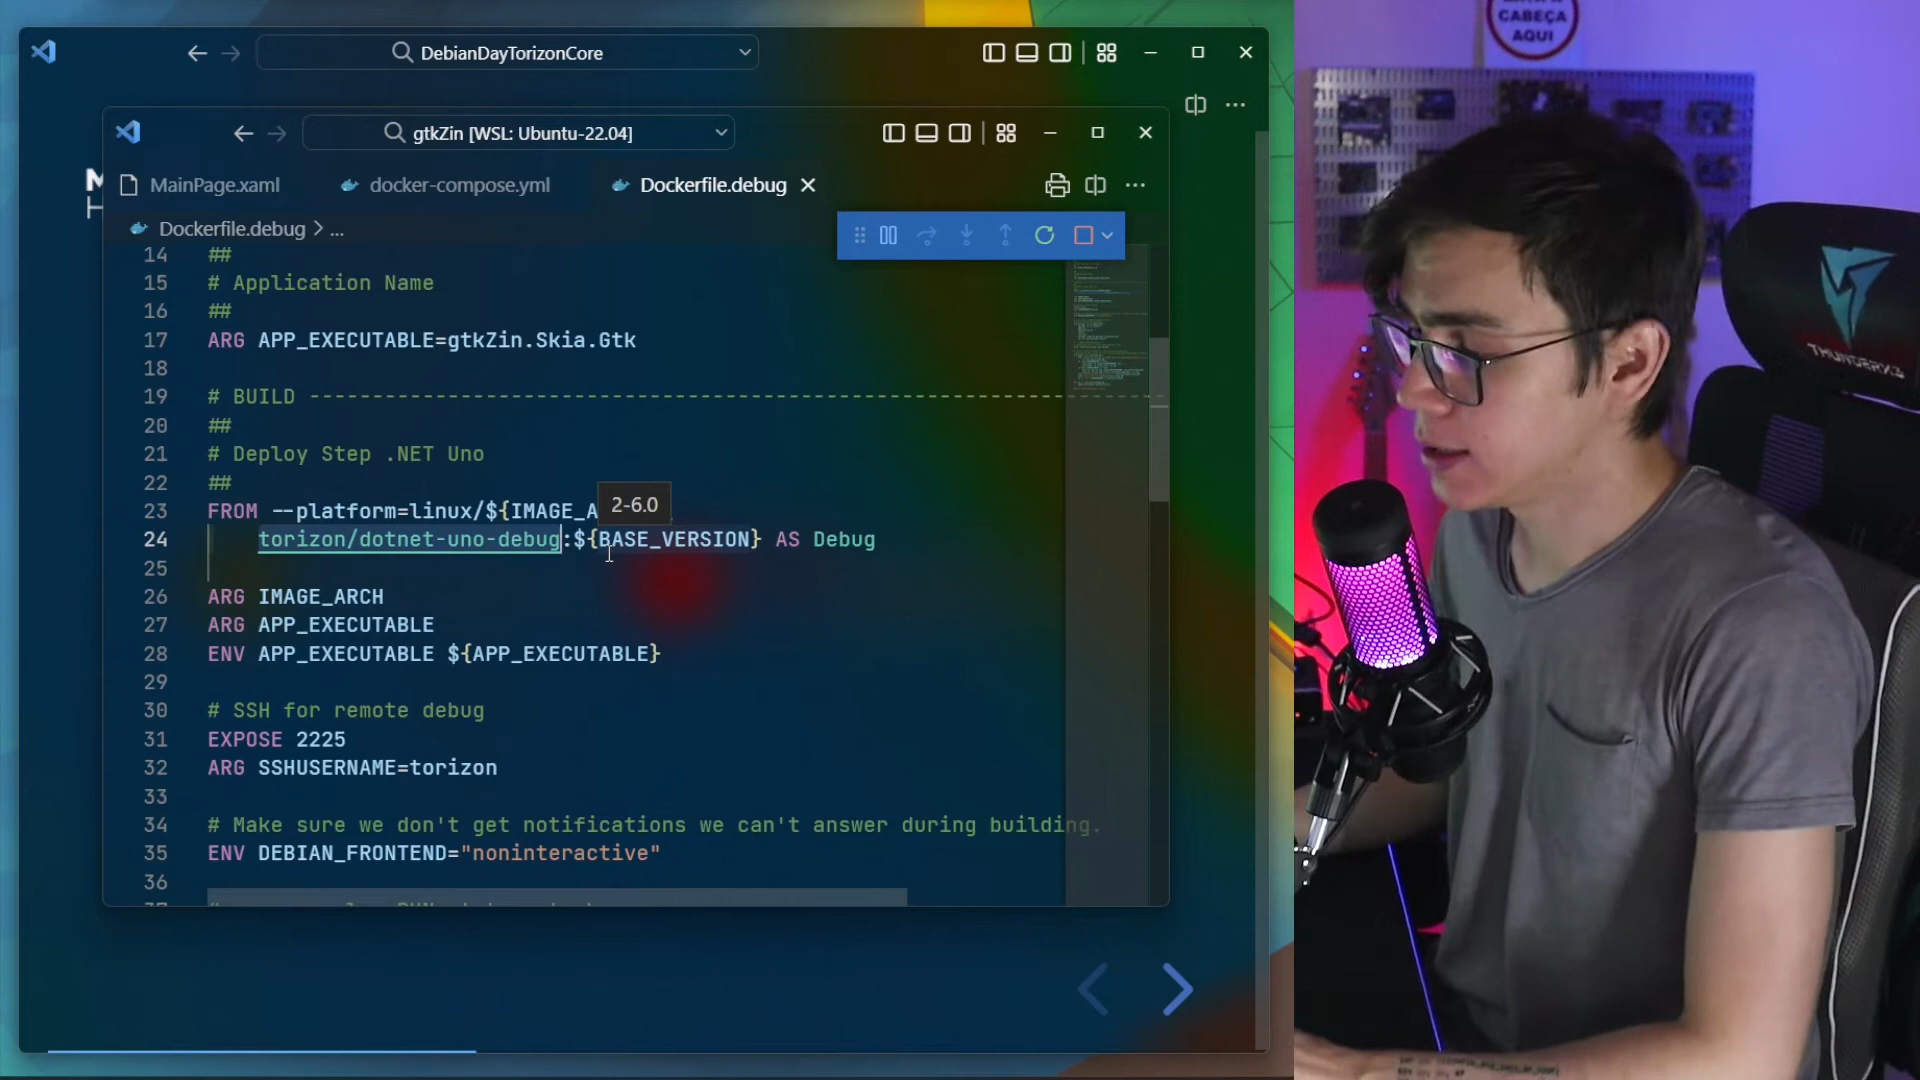 DebianDayTorizonCore
gtkZin [WSL: Ubuntu-22.04]
MainPage.xaml
docker-compose.yml
Dockerfile.debug
Dockerfile.debug > ...
14 ##
15 # Application Name
16 ##
17 ARG APP_EXECUTABLE=gtkZin.Skia.Gtk
18
19 # BUILD ------------------------------------------------------------------
20 ##
21 # Deploy Step .NET Uno
22 ##
2-6.0
23 FROM --platform=linux/${IMAGE_A
24 torizon/dotnet-uno-debug:${BASE_VERSION} AS Debug
25
26 ARG IMAGE_ARCH
27 ARG APP_EXECUTABLE
28 ENV APP_EXECUTABLE ${APP_EXECUTABLE}
29
30 # SSH for remote debug
31 EXPOSE 2225
32 ARG SSHUSERNAME=torizon
33
34 # Make sure we don't get notifications we can't answer during building.
35 ENV DEBIAN_FRONTEND="noninteractive"
36
CABEÇA
AQUI
THUNDERX3